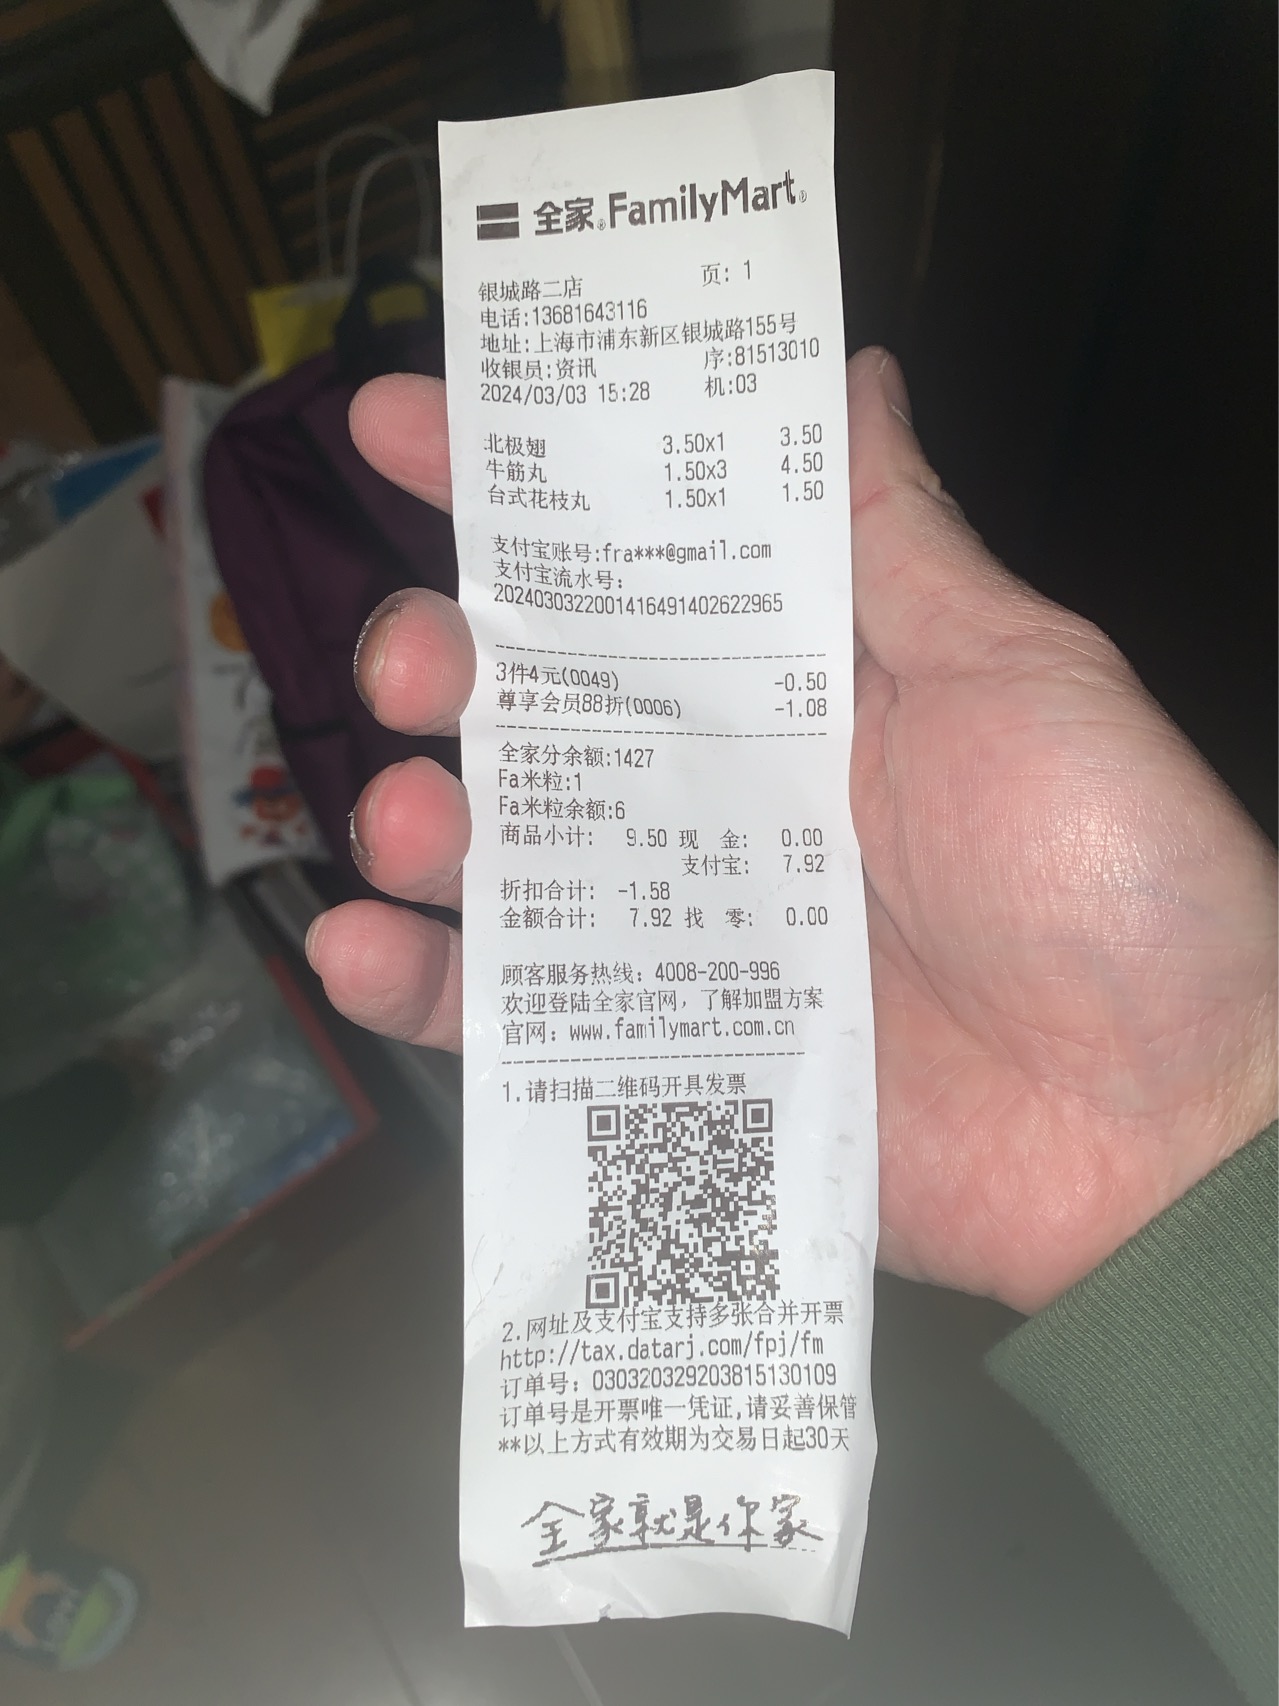 全家®FamilyMart®
银城路二店 页: 1
电话:13681643116
地址:上海市浦东新区银城路155号
收银员:资讯 序:81513010
2024/03/03 15:28 机:03
北极翅 3.50x1 3.50
牛筋丸 1.50x3 4.50
台式花枝丸 1.50x1 1.50
支付宝账号:fra***@gmail.com
支付宝流水号:
2024030322001416491402622965
3件4元(0049) -0.50
尊享会员88折(0006) -1.08
全家分余额:1427
Fa米粒:1
Fa米粒余额:6
商品小计: 9.50 现 金: 0.00
支付宝: 7.92
折扣合计: -1.58
金额合计: 7.92 找 零: 0.00
顾客服务热线: 4008-200-996
欢迎登陆全家官网, 了解加盟方案
官网: www.familymart.com.cn
1.请扫描二维码开具发票
2.网址及支付宝支持多张合并开票
http://tax.datarj.com/fpj/fm
订单号: 030320329203815130109
订单号是开票唯一凭证,请妥善保管
**以上方式有效期为交易日起30天
全家就是你家